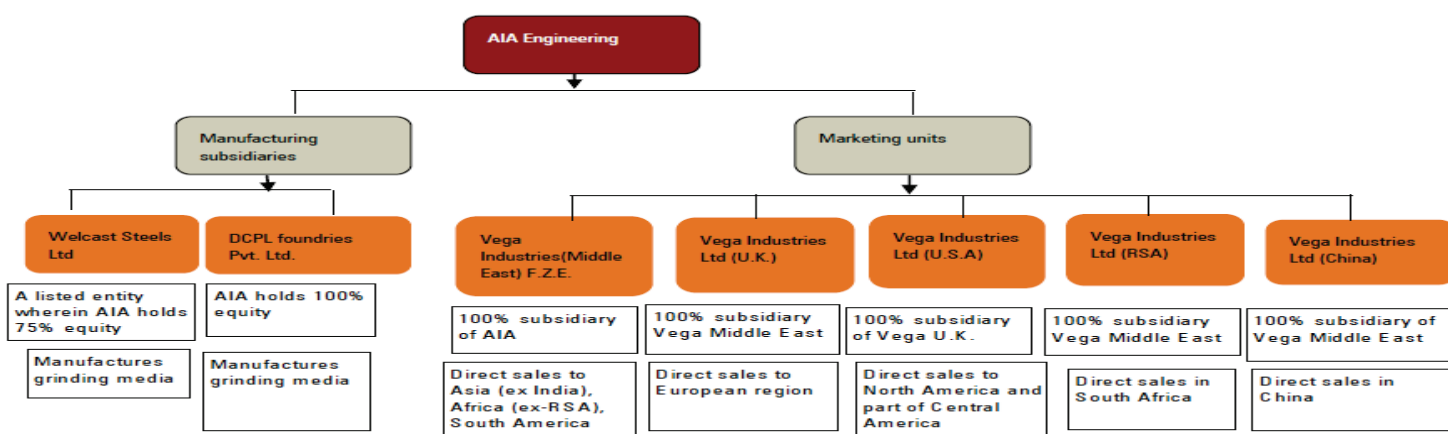 AIA Engineering
Manufacturing
subsidiaries
Marketing units
Welcast Steels
Ltd
DCPL foundries
Pvt. Ltd.
Vega
Industries(Middle
East) F.Z.E.
Vega Industries
Ltd (U.K.)
Vega Industries
Ltd (U.S.A)
Vega Industries
Ltd (RSA)
Vega Industries
Ltd (China)
A listed entity
wherein AIA holds
75% equity
AIA holds 100%
equity
100% subsidiary
of AIA
100% subsidiary
Vega Middle East
100% subsidiary
of Vega U.K.
100% subsidiary
Vega Middle East
100% subsidiary of
Vega Middle East
Manufactures
grinding media
Manufactures
grinding media
Direct sales to
Asia (ex India),
Africa (ex-RSA),
South America
Direct sales to
European region
Direct sales to
North America and
part of Central
America
Direct sales in
South Africa
Direct sales in
China